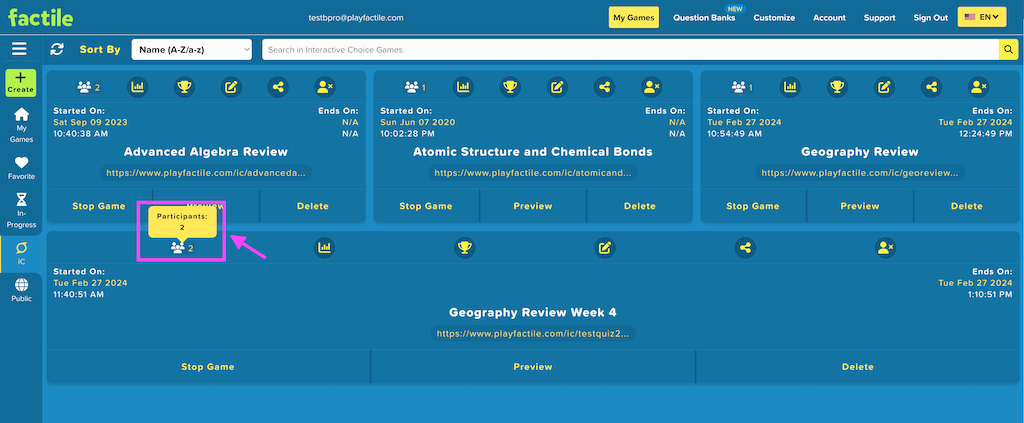 factile
testbpro@playfactile.com
My Games
Question Banks
NEW
Customize
Account
Support
Sign Out
EN
Sort By
Name (A-Z/a-z)
Search in Interactive Choice Games
Create
My Games
Favorite
In-Progress
IC
Public
2
Started On:
Ends On:
Sat Sep 09 2023
N/A
10:40:38 AM
N/A
Advanced Algebra Review
https://www.playfactile.com/ic/advanceda...
Stop Game
Preview
Delete
1
Started On:
Ends On:
Sun Jun 07 2020
N/A
10:02:28 PM
N/A
Atomic Structure and Chemical Bonds
https://www.playfactile.com/ic/atomicand...
Stop Game
Preview
Delete
1
Started On:
Ends On:
Tue Feb 27 2024
Tue Feb 27 2024
10:54:49 AM
12:24:49 PM
Geography Review
https://www.playfactile.com/ic/georeview...
Stop Game
Preview
Delete
Participants:
2
2
Started On:
Ends On:
Tue Feb 27 2024
Tue Feb 27 2024
11:40:51 AM
1:10:51 PM
Geography Review Week 4
https://www.playfactile.com/ic/testquiz2...
Stop Game
Preview
Delete